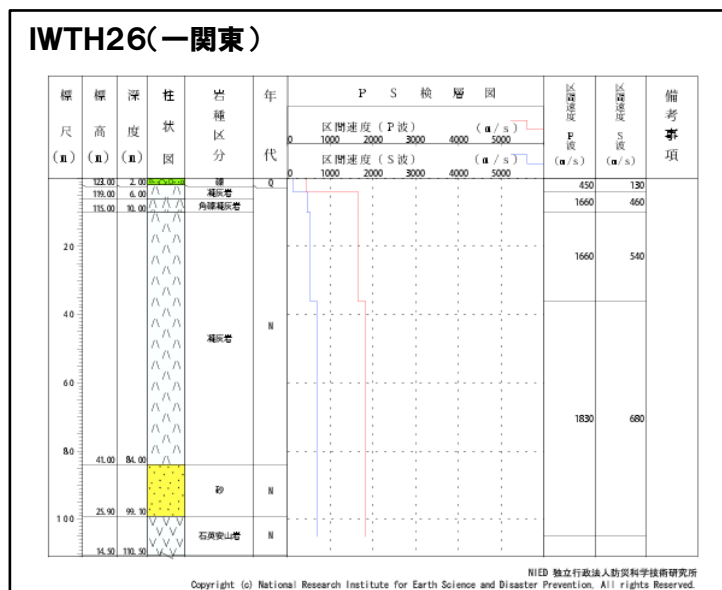 IWTH26(一関東)
標尺(m)
標高(m)
深度(m)
性状図
岩種区分
年代
PS検層図
区間速度(P波) (m/s)
0 1000 2000 3000 4000 5000
区間速度(S波) (m/s)
0 1000 2000 3000 4000 5000
区間速度 P波 (m/s)
区間速度 S波 (m/s)
備考事項
123.00 2.00 礫 Q 450 130
119.00 6.00 凝灰岩 1660 460
115.00 10.00 角礫凝灰岩
20 1660 540
40 凝灰岩 N
60
1830 680
80
41.00 84.00
砂 N
25.90 99.10
100
石英安山岩 N
14.50 110.50
NIED 独立行政法人防災科学技術研究所
Copyright (c) National Research Institute for Earth Science and Disaster Prevention, All rights Reserved.